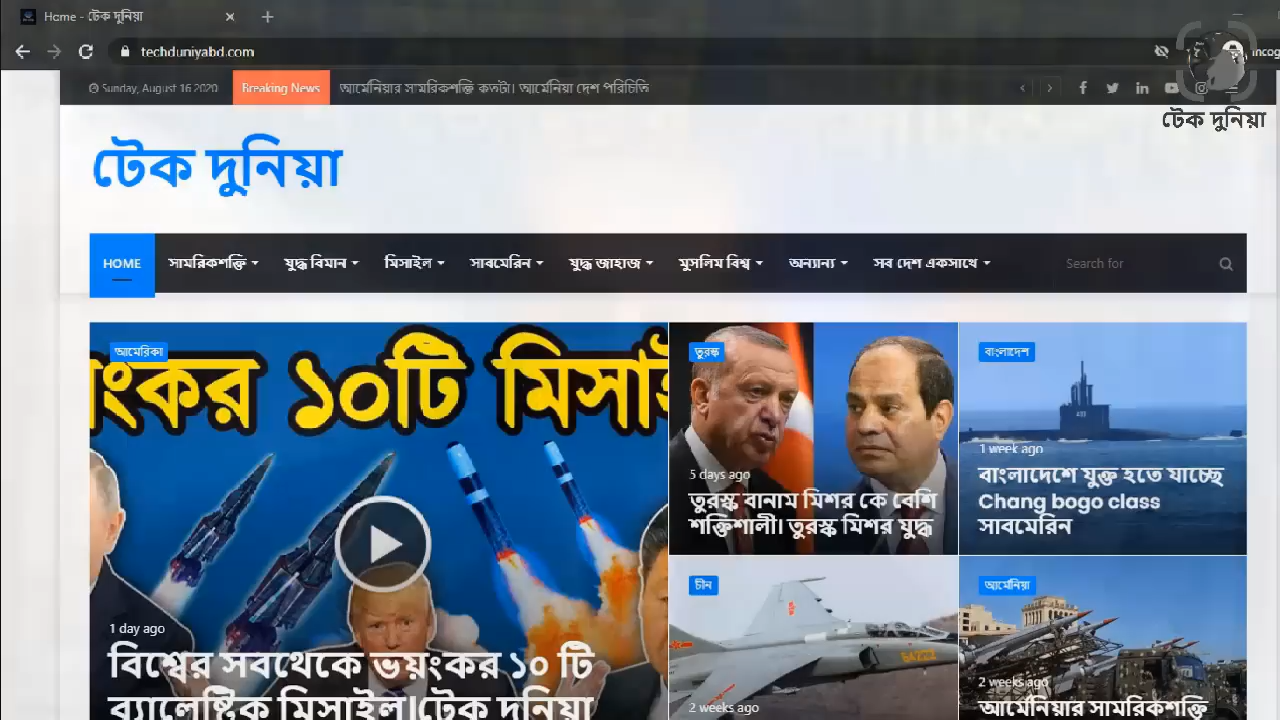 Home - টেক দুনিয়া
techduniyabd.com
Sunday, August 16 2020
Breaking News
আর্মেনিয়ার সামরিকশক্তি কতটা। আর্মেনিয়া দেশ পরিচিতি
টেক দুনিয়া
টেক দুনিয়া
HOME
সামরিকশক্তি
যুদ্ধ বিমান
মিসাইল
সাবমেরিন
যুদ্ধ জাহাজ
মুসলিম বিশ্ব
অন্যান্য
সব দেশ একসাথে
Search for
আমেরিকা
১০টি
1 day ago
বিশ্বের সবথেকে ভয়ংকর ১০ টি
ব্যালেষ্টিক মিসাইল।টেক দুনিয়া
তুরস্ক
5 days ago
তুরস্ক বানাম মিশর কে বেশি
শক্তিশালী। তুরস্ক মিশর যুদ্ধ
বাংলাদেশ
1 week ago
বাংলাদেশে যুক্ত হতে যাচ্ছে
Chang bogo class
সাবমেরিন
চীন
2 weeks ago
আর্মেনিয়া
2 weeks ago
আর্মেনিয়ার সামরিকশক্তি